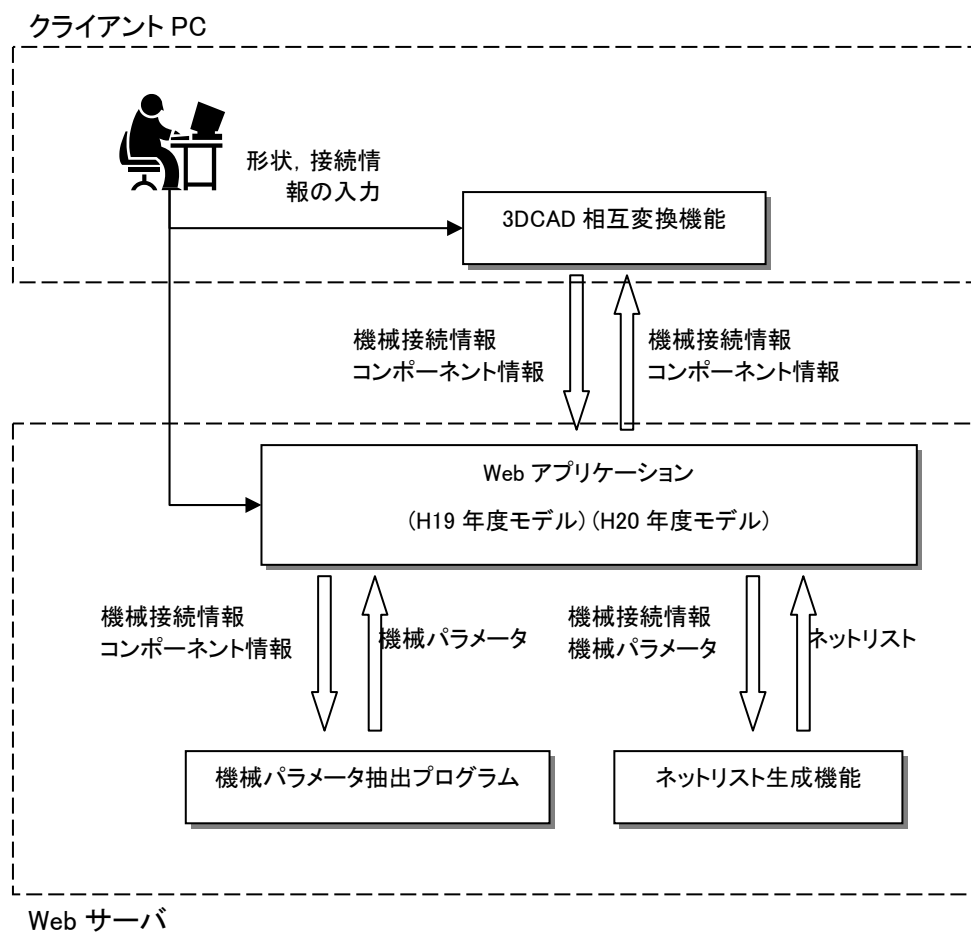 クライアント PC
形状，接続情
報の入力
3DCAD 相互変換機能
機械接続情報
コンポーネント情報
機械接続情報
コンポーネント情報
Web アプリケーション
（H19 年度モデル）（H20 年度モデル）
機械接続情報
コンポーネント情報
機械パラメータ
機械接続情報
機械パラメータ
ネットリスト
機械パラメータ抽出プログラム
ネットリスト生成機能
Web サーバ